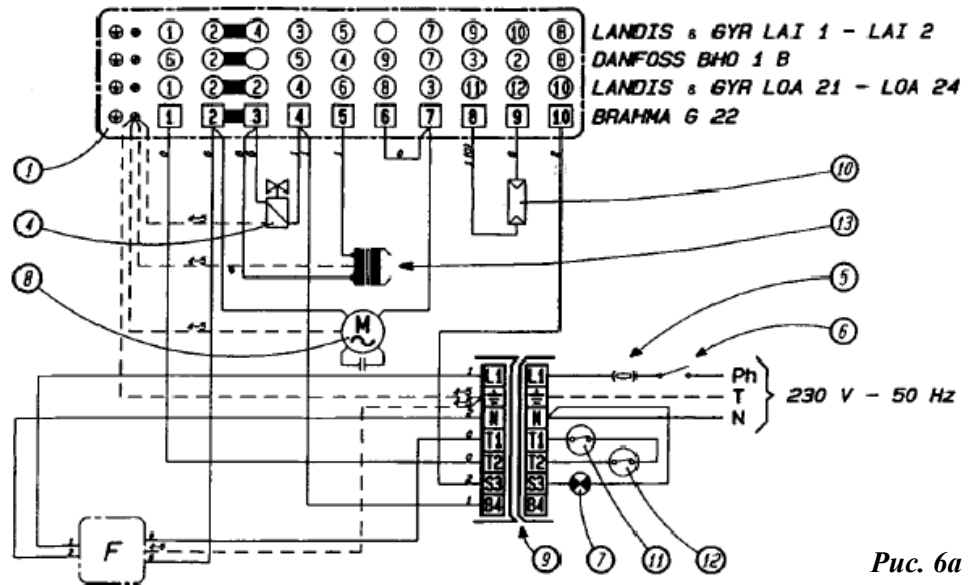 1 2 4 3 5 7 9 10 8 LANDIS & GYR LAI 1 - LAI 2
6 2 5 4 9 7 3 2 8 DANFOSS BHO 1 B
1 2 2 4 6 8 3 11 12 10 LANDIS & GYR LOA 21 - LOA 24
1 2 3 4 5 6 7 8 9 10 BRAHMA G 22
1
10
4
13
4-5
8
5
M
6
L1 L1 Ph
T 230 V - 50 Hz
N N N
T1 T1
T2 T2
S3 S3
B4 B4
F
9 7 11 12
Рис. 6a